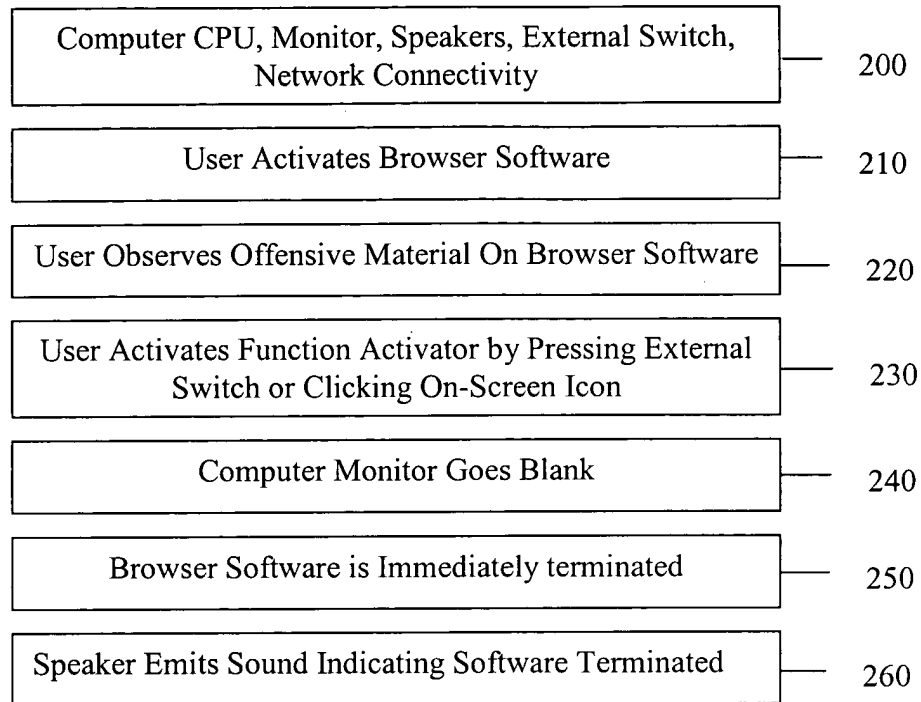 Computer CPU, Monitor, Speakers, External Switch,
Network Connectivity
200
User Activates Browser Software
210
User Observes Offensive Material On Browser Software
220
User Activates Function Activator by Pressing External
Switch or Clicking On-Screen Icon
230
Computer Monitor Goes Blank
240
Browser Software is Immediately terminated
250
Speaker Emits Sound Indicating Software Terminated
260